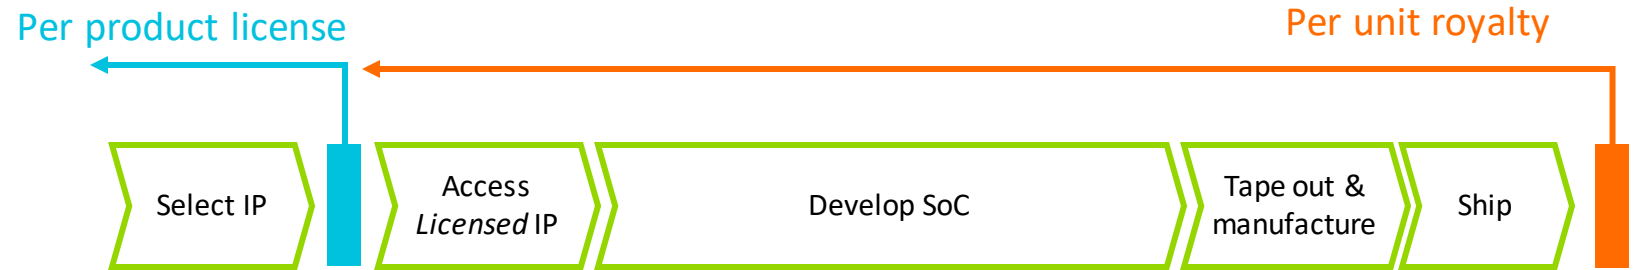 Per product license
Per unit royalty
Select IP
Access
Licensed IP
Develop SoC
Tape out &
manufacture
Ship